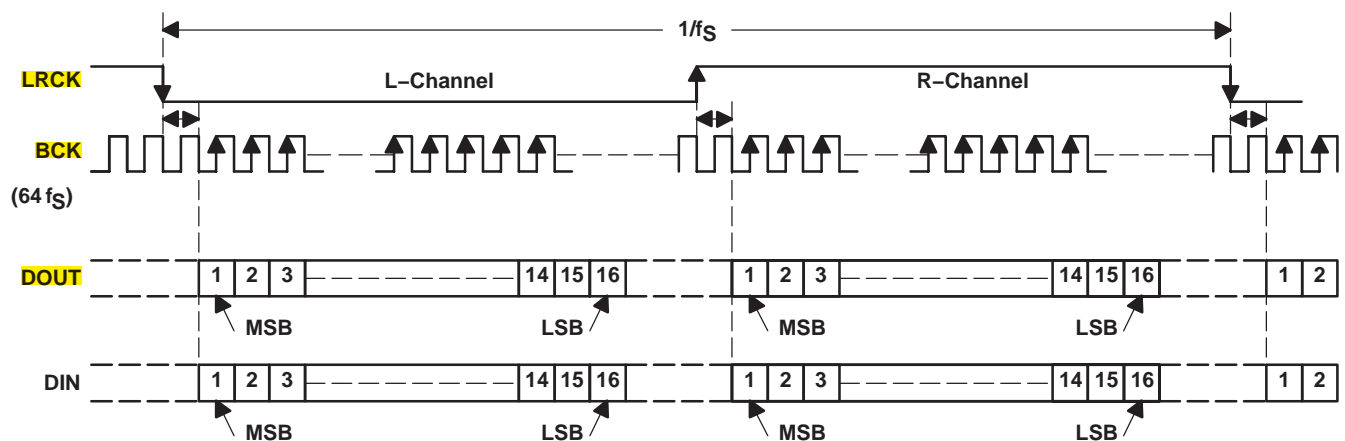 1/fS
LRCK
L–Channel
R–Channel
BCK
(64 fS)
DOUT
1 2 3 14 15 16 1 2 3 14 15 16 1 2
MSB LSB MSB LSB
DIN
1 2 3 14 15 16 1 2 3 14 15 16 1 2
MSB LSB MSB LSB